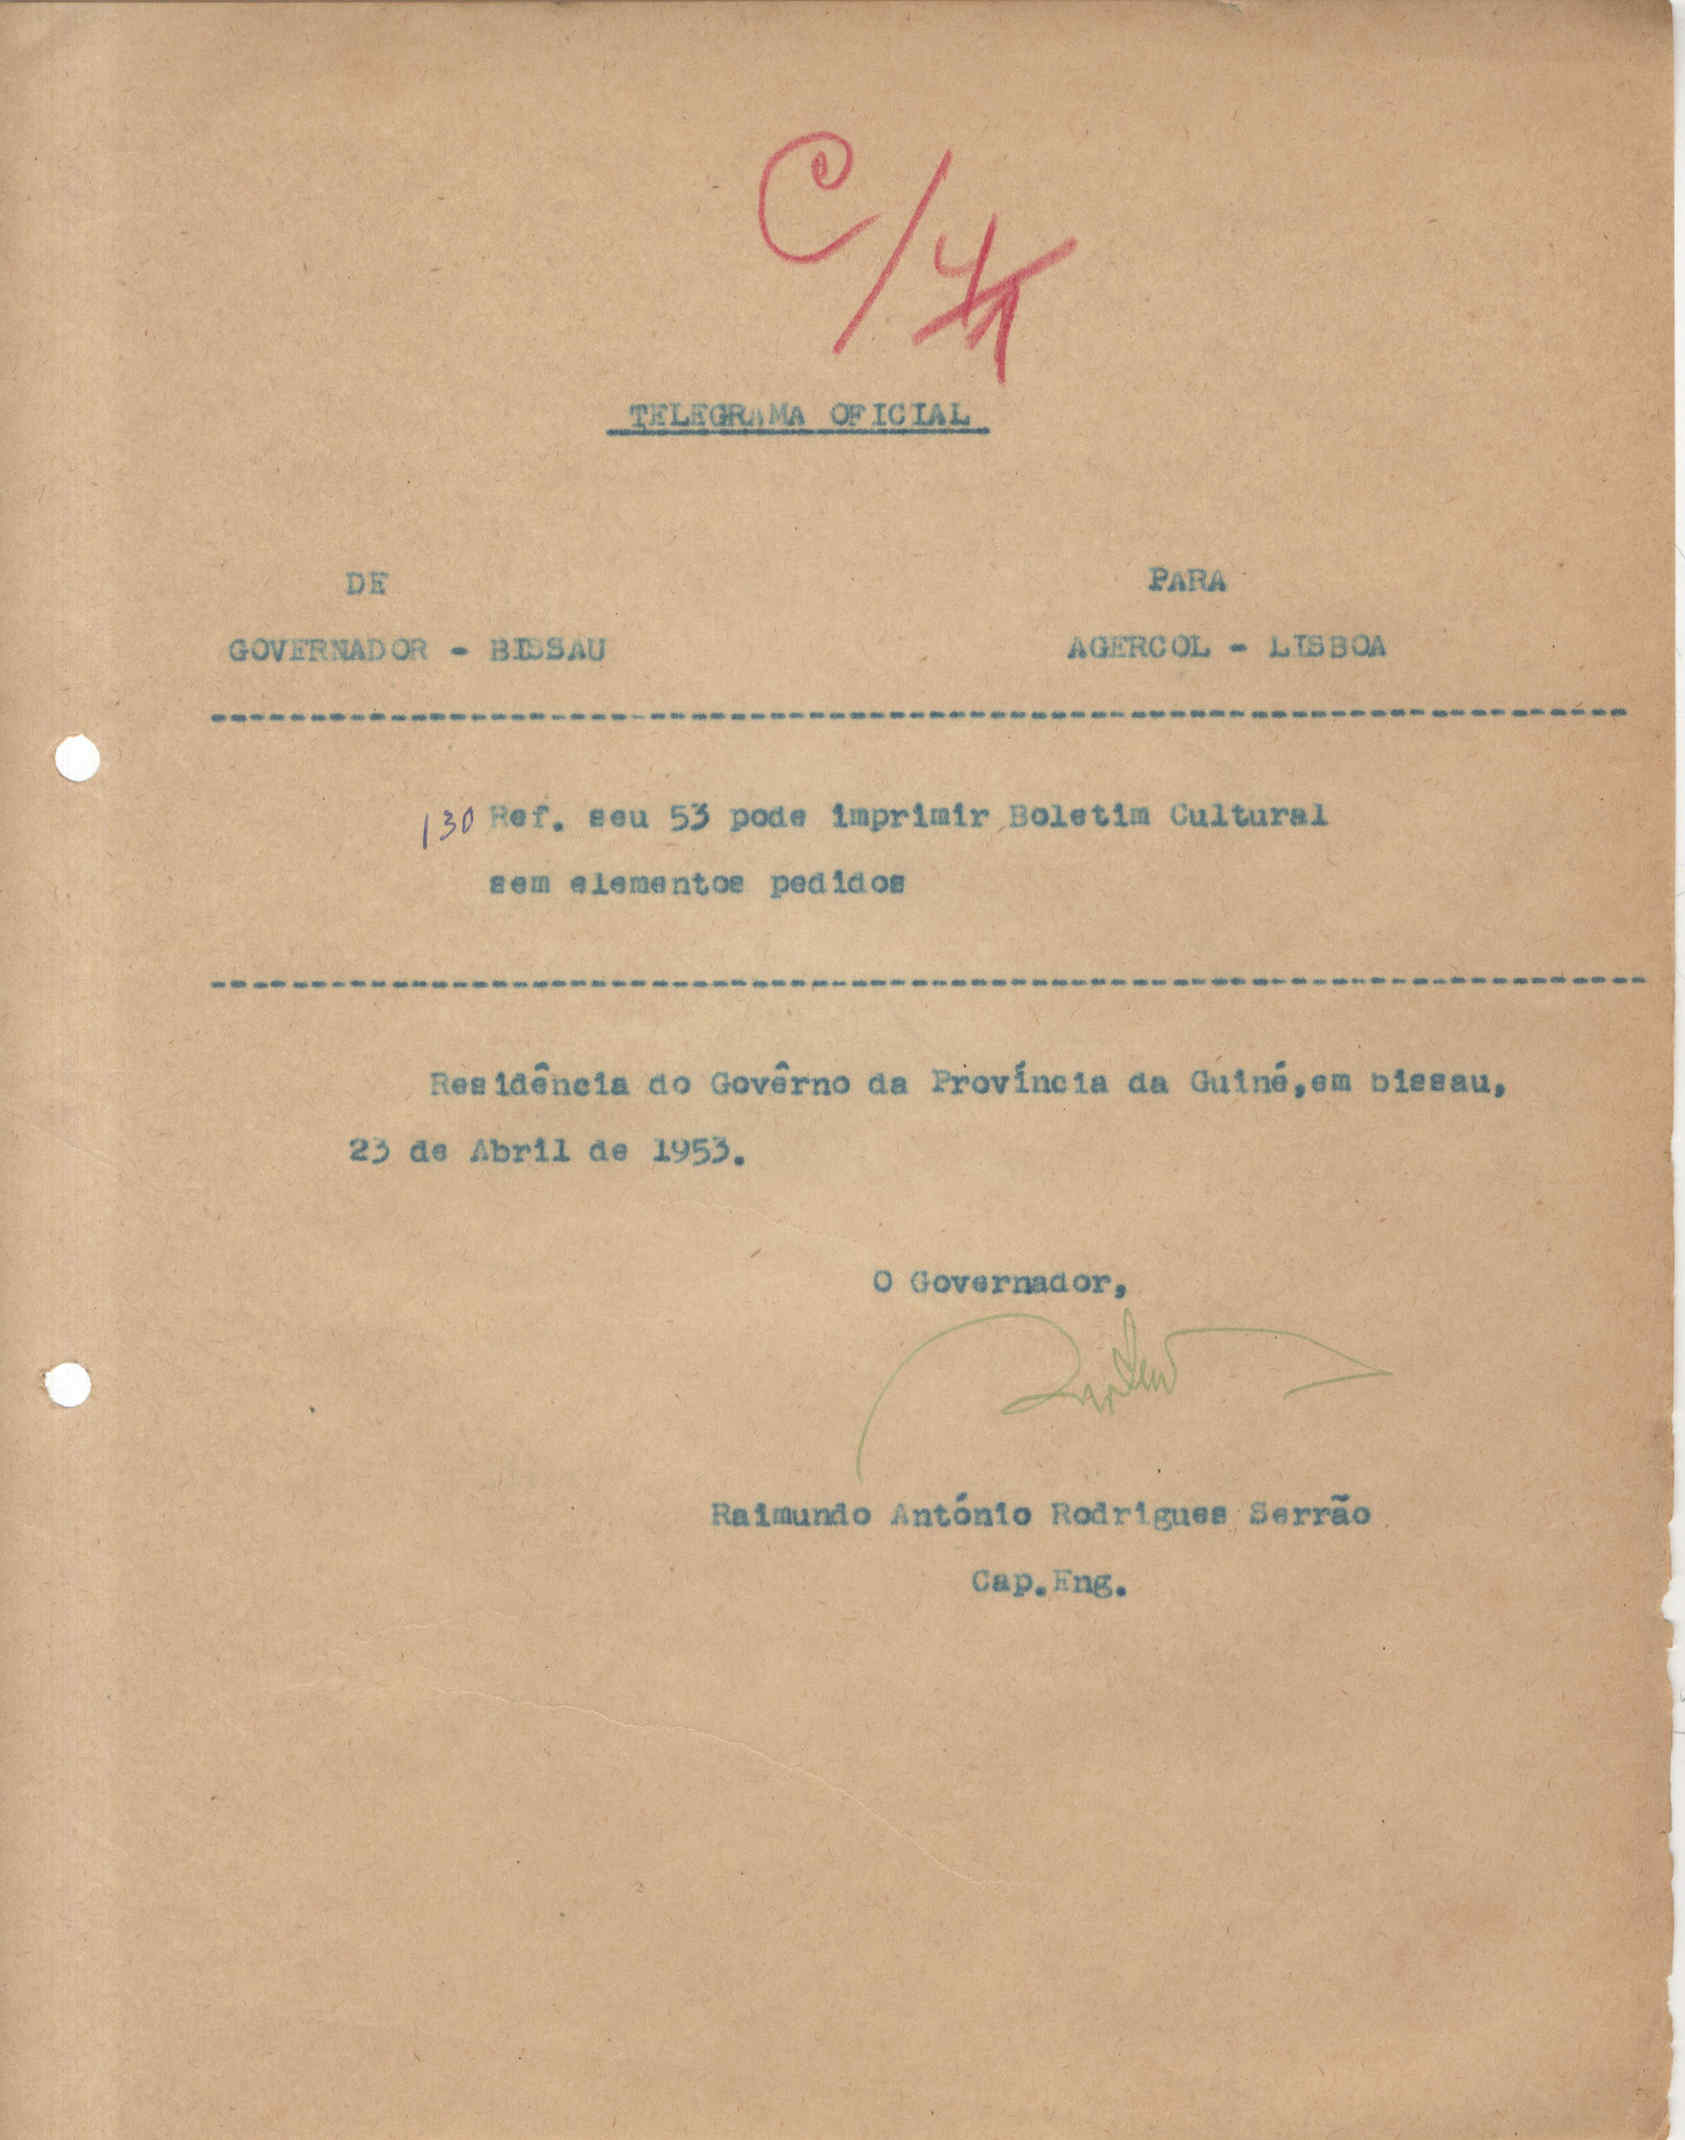 C/4
TELEGRAMA OFICIAL
DE PARA
GOVERNADOR - BISSAU AGERCOL - LISBOA
130 Ref. seu 53 pode imprimir Boletim Cultural
sem elementos pedidos
Residência do Govêrno da Província da Guiné,em bissau,
23 de Abril de 1953.
O Governador,
Raimundo António Rodrigues Serrão
Cap.Eng.